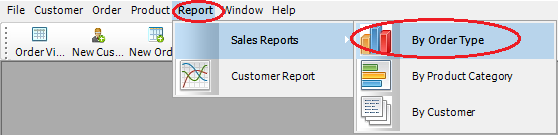 File Customer Order Product Report Window Help
Order Vi... New Cus... New Ord...
Sales Reports
By Order Type
Customer Report
By Product Category
By Customer